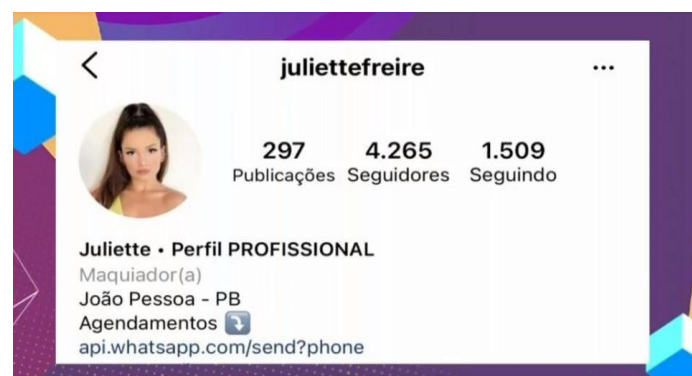 juliettefreire ...
297 4.265 1.509
Publicações Seguidores Seguindo
Juliette • Perfil PROFISSIONAL
Maquiador(a)
João Pessoa - PB
Agendamentos ⤵️
api.whatsapp.com/send?phone